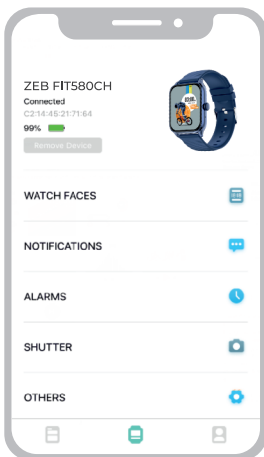 ZEB FIT580CH
Connected
C2:14:45:21:71:64
99%
Remove Device
WATCH FACES
NOTIFICATIONS
ALARMS
SHUTTER
OTHERS